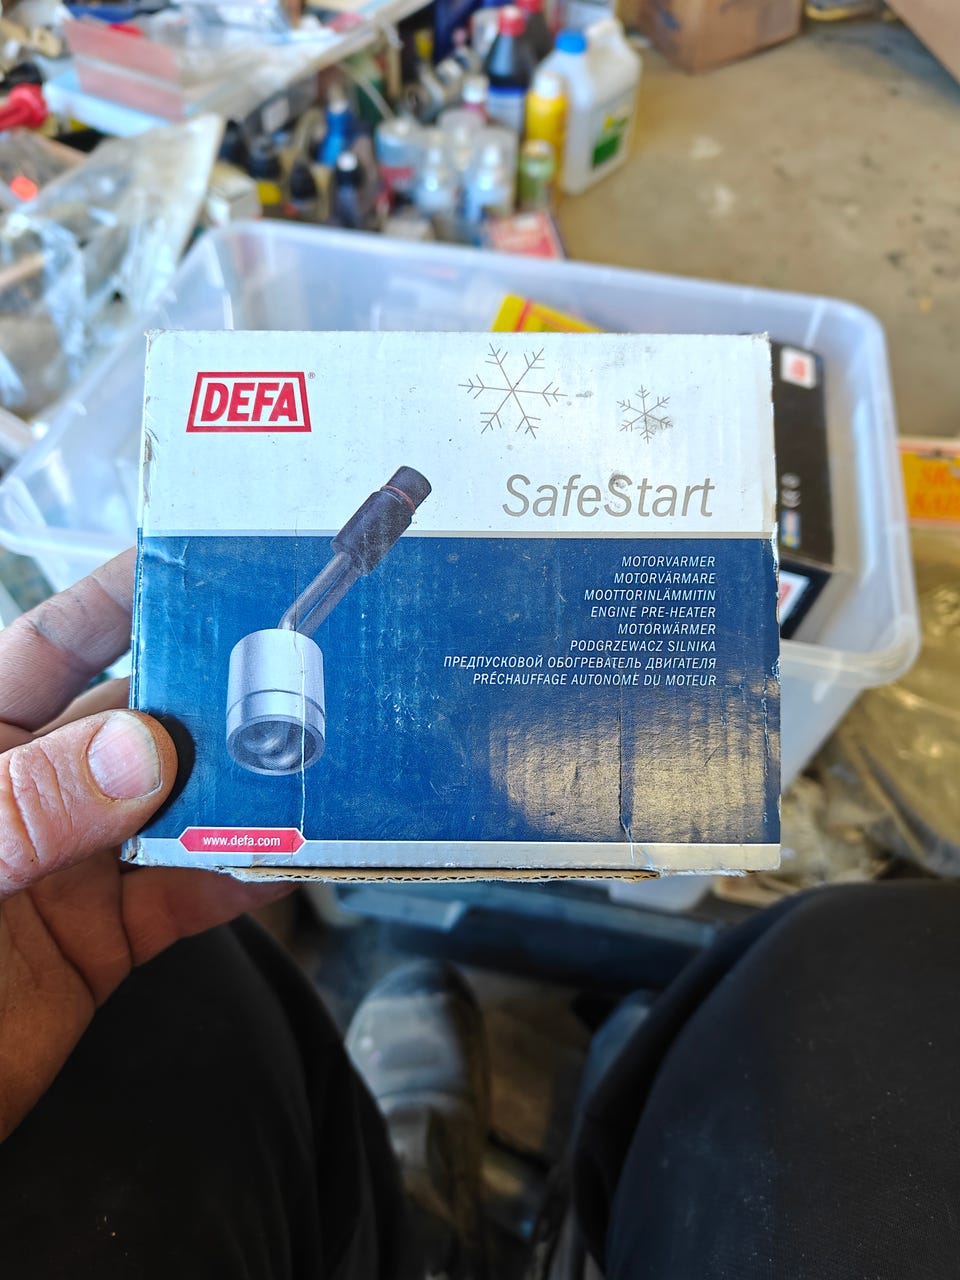 DEFA®
SafeStart
MOTORVARMER
MOTORVÄRMARE
MOOTTORINLÄMMITIN
ENGINE PRE-HEATER
MOTORWÄRMER
PODGRZEWACZ SILNIKA
ПРЕДПУСКОВОЙ ОБОГРЕВАТЕЛЬ ДВИГАТЕЛЯ
PRÉCHAUFFAGE AUTONOME DU MOTEUR
www.defa.com